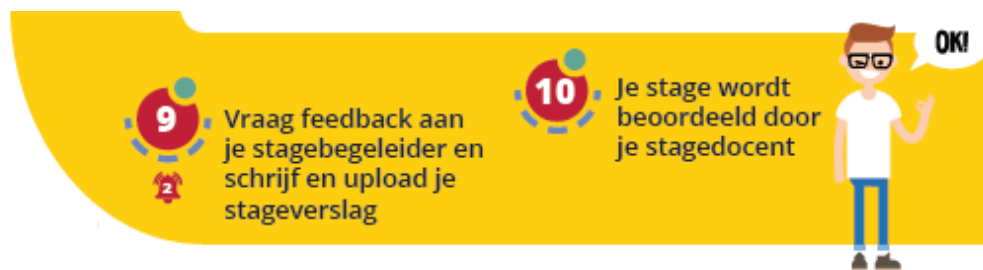 9
Vraag feedback aan
je stagebegeleider en
schrijf en upload je
stageverslag
2
10
Je stage wordt
beoordeeld door
je stagedocent
OK!